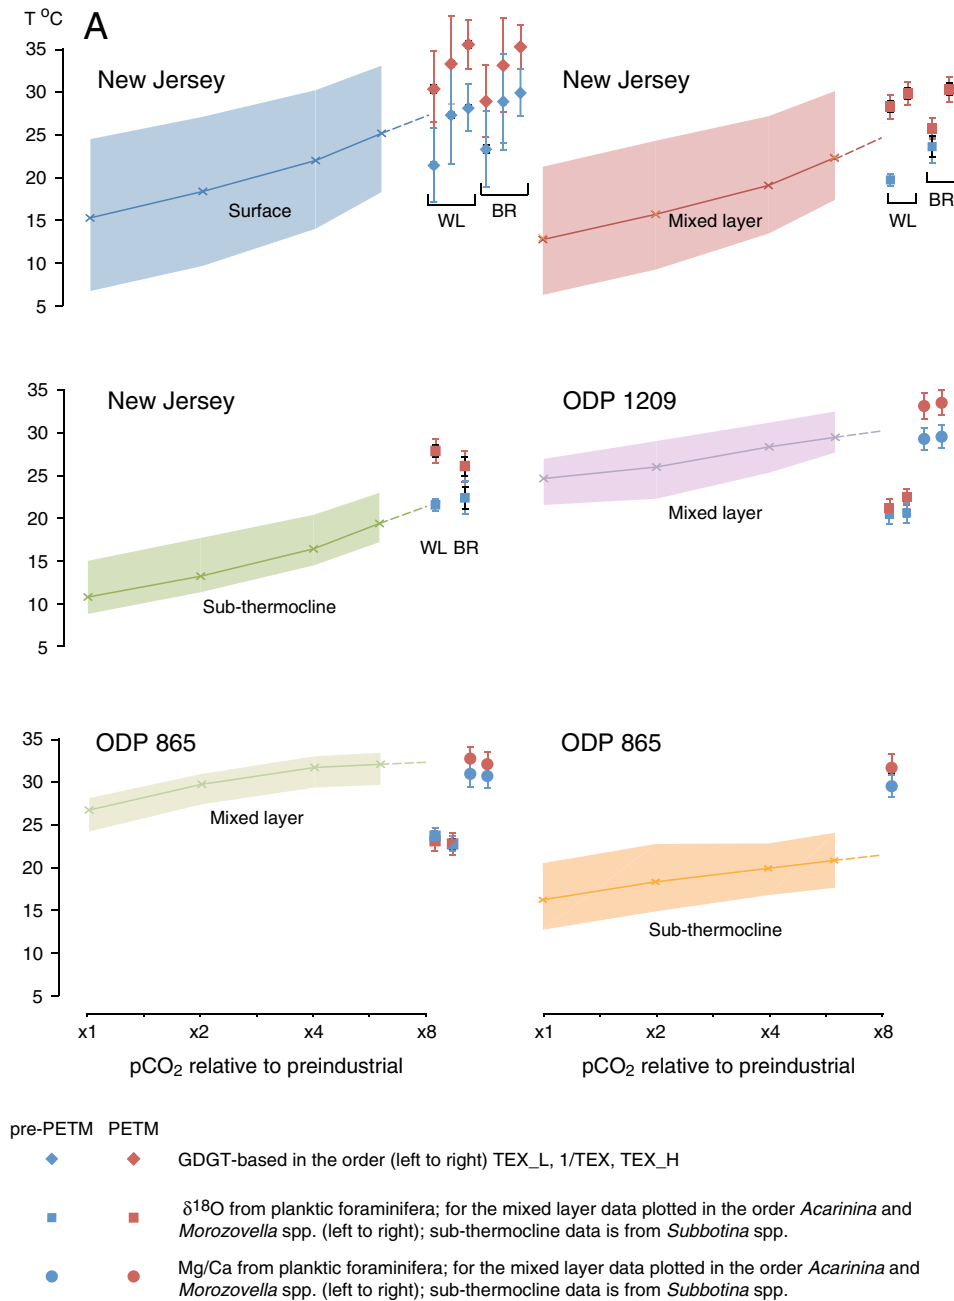 T °C
A
35
30
25
20
15
10
5
New Jersey
Surface
WL
BR
New Jersey
Mixed layer
WL
BR
35
30
25
20
15
10
5
New Jersey
Sub-thermocline
WL BR
ODP 1209
Mixed layer
35
30
25
20
15
10
5
ODP 865
Mixed layer
ODP 865
Sub-thermocline
x1 x2 x4 x8
pCO₂ relative to preindustrial
x1 x2 x4 x8
pCO₂ relative to preindustrial
pre-PETM PETM
GDGT-based in the order (left to right) TEX_L, 1/TEX, TEX_H
δ¹⁸O from planktic foraminifera; for the mixed layer data plotted in the order Acarinina and
Morozovella spp. (left to right); sub-thermocline data is from Subbotina spp.
Mg/Ca from planktic foraminifera; for the mixed layer data plotted in the order Acarinina and
Morozovella spp. (left to right); sub-thermocline data is from Subbotina spp.